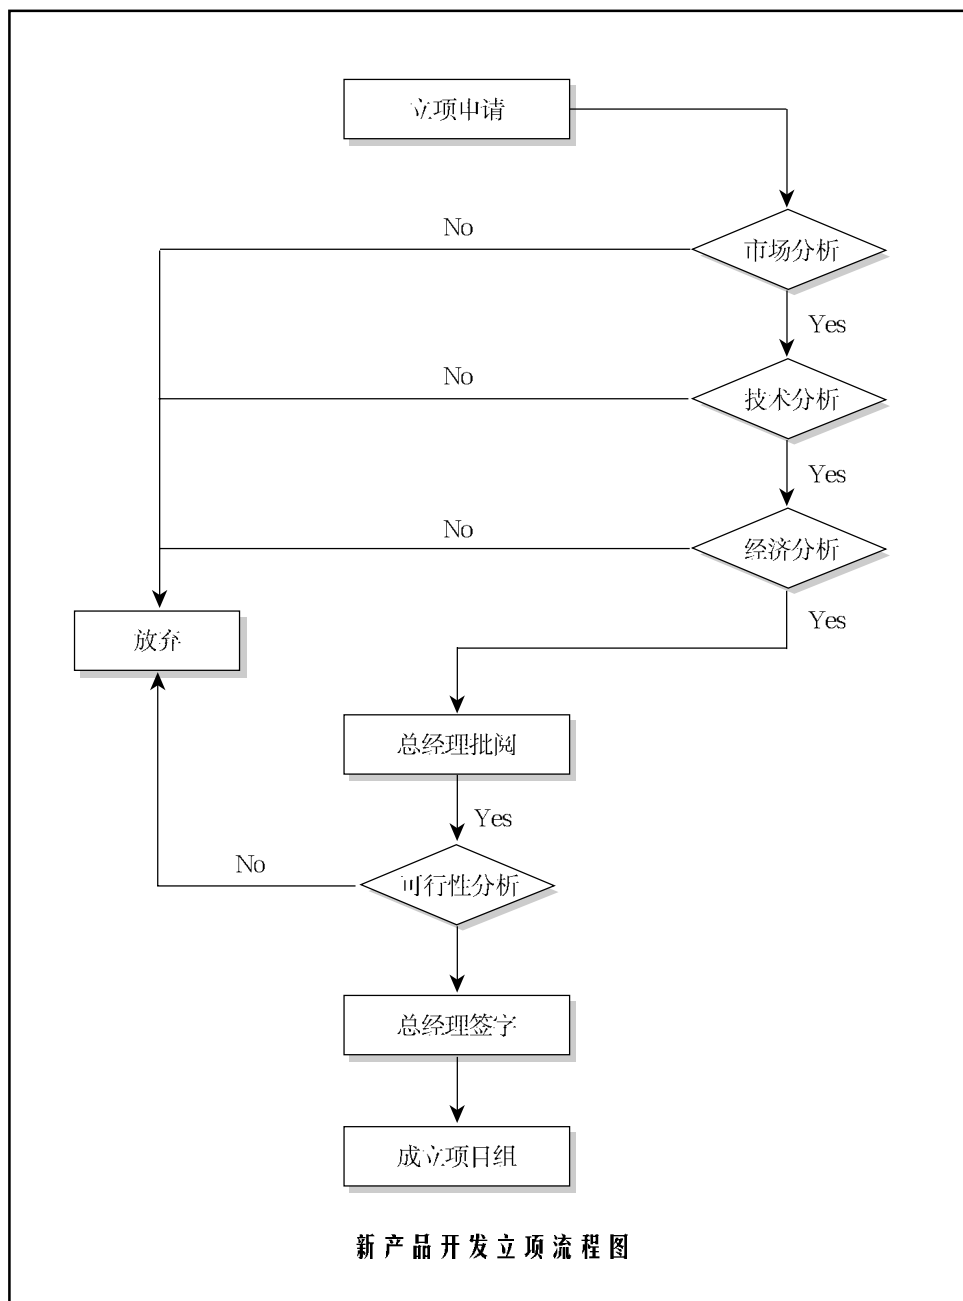 立项申请
No
市场分析
Yes
No
技术分析
Yes
No
经济分析
Yes
放弃
总经理批阅
Yes
No
可行性分析
总经理签字
成立项目组
新产品开发立项流程图